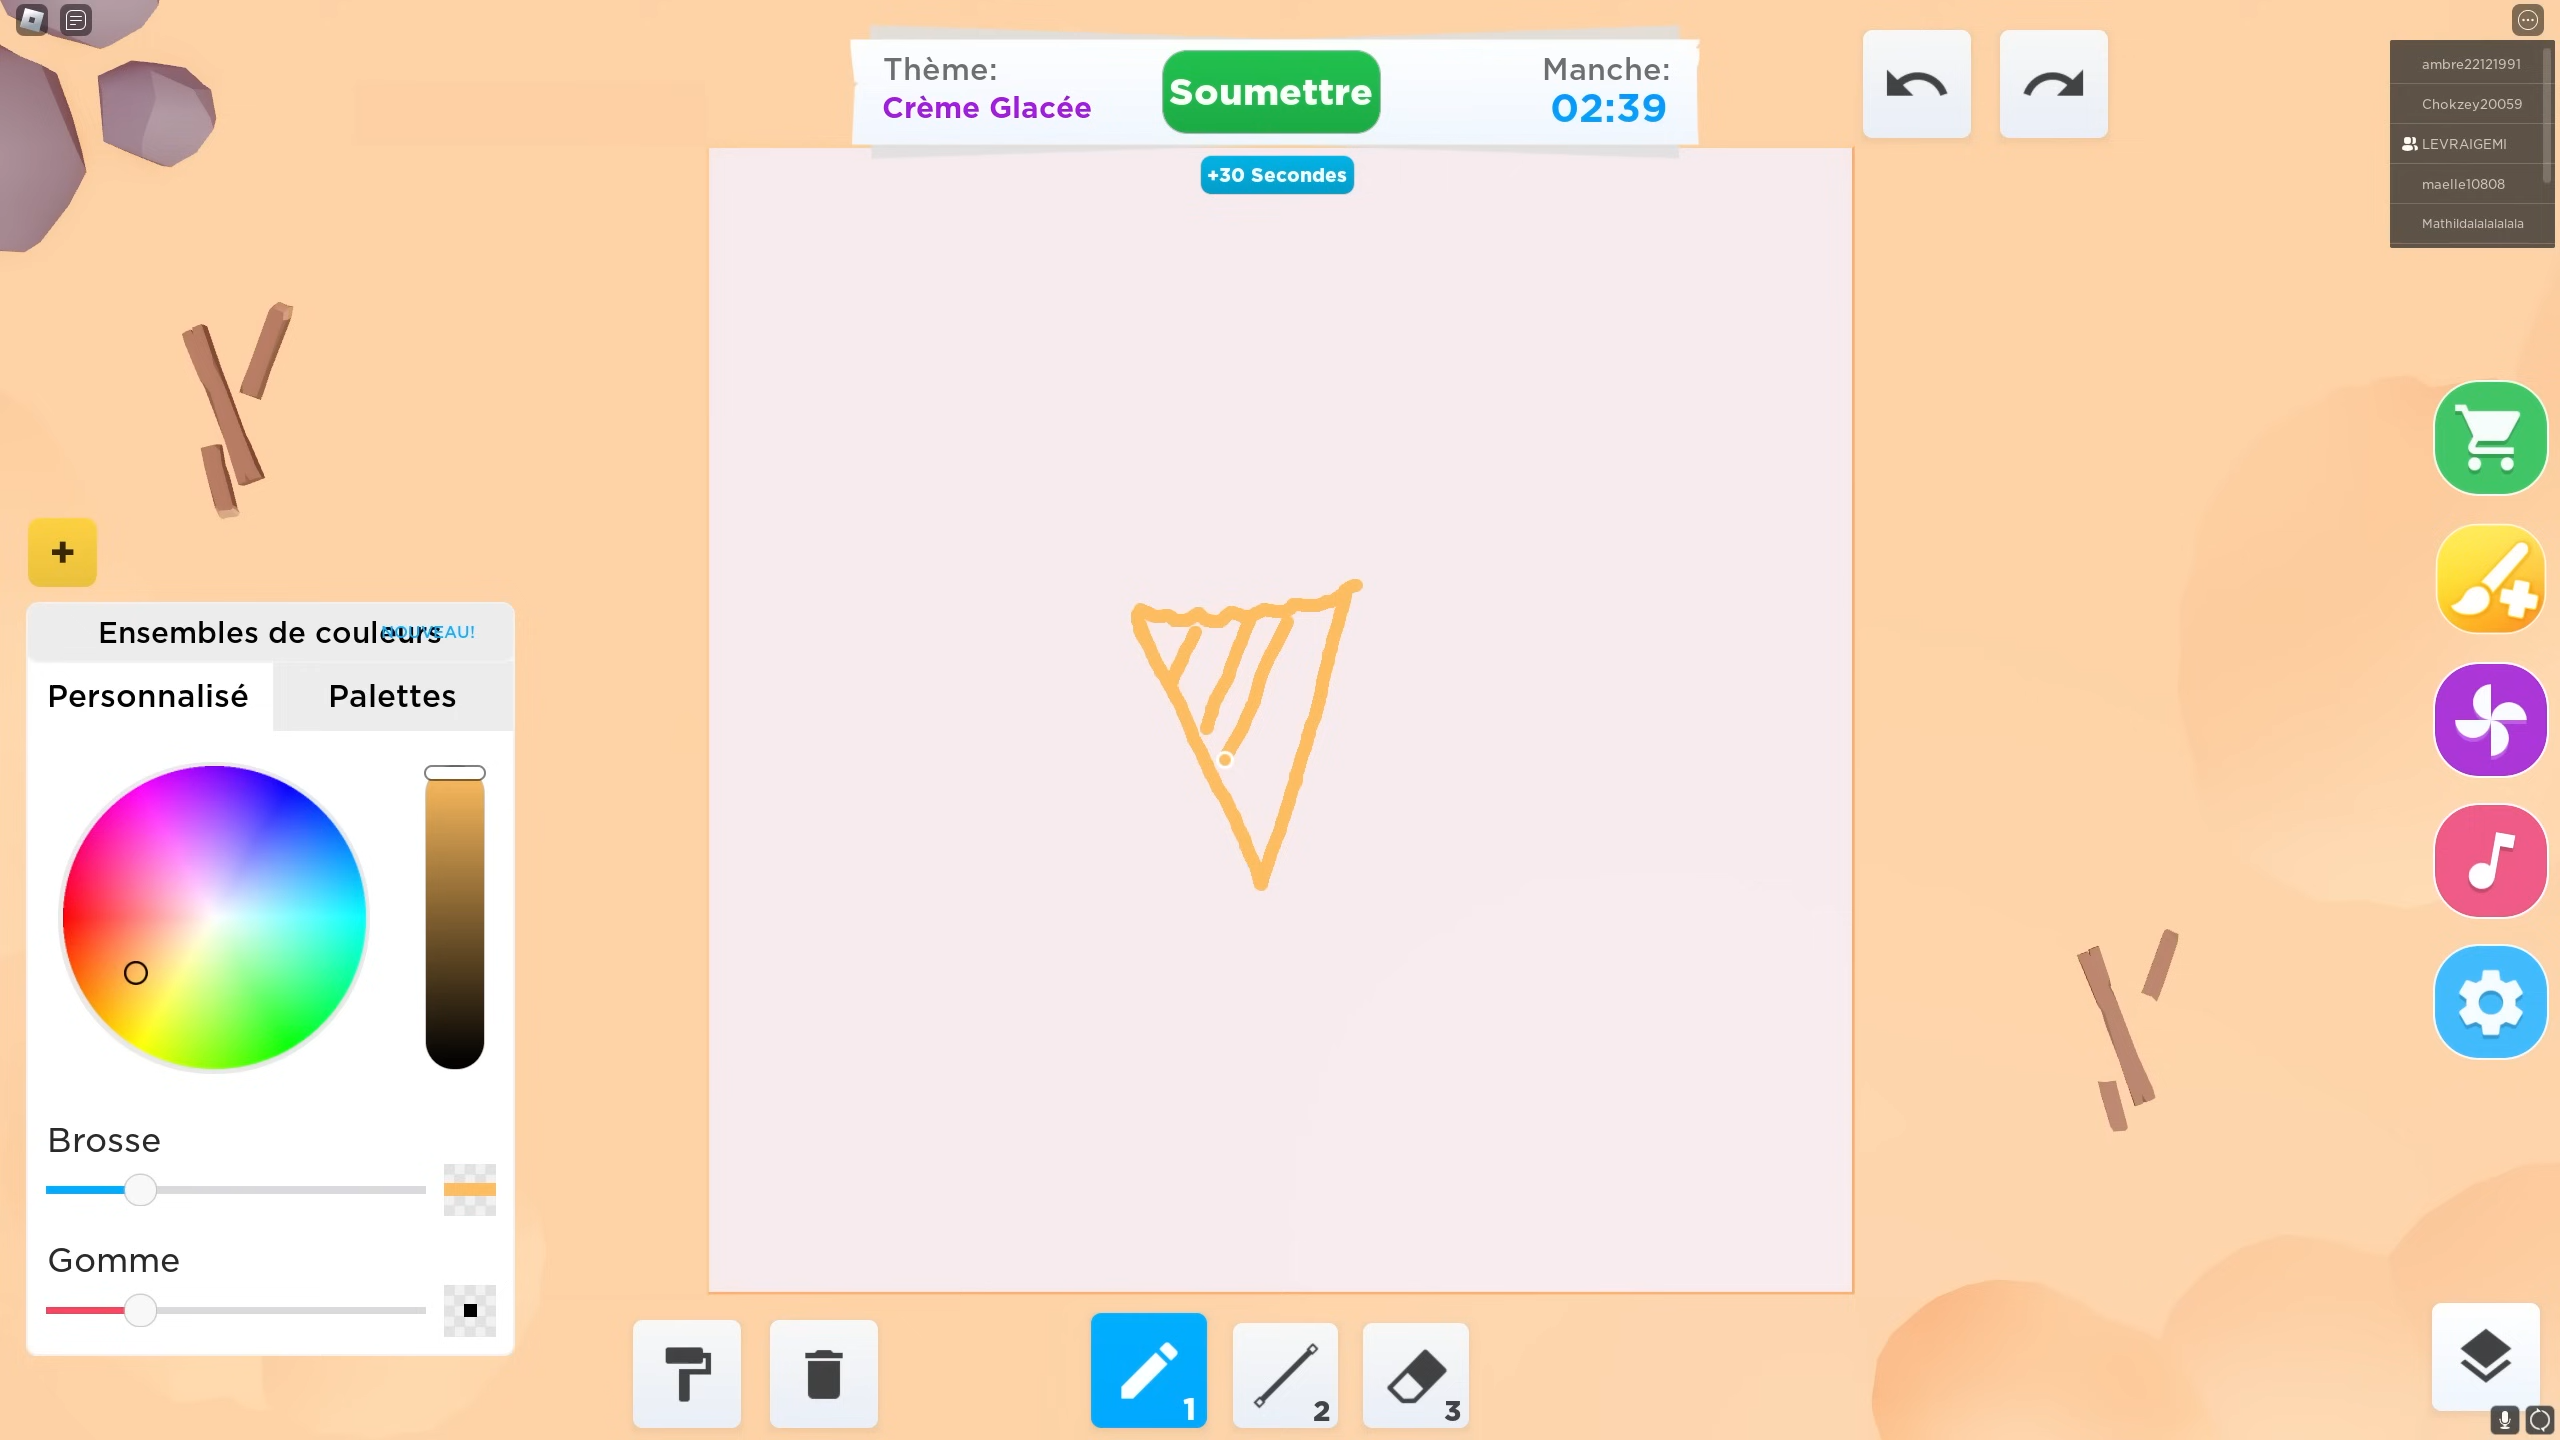 Thème:
Crème Glacée
Soumettre
Manche:
02:39
+30 Secondes
ambre22121991
Chokzey20059
LEVRAIGEMI
maelle10808
Mathildalalalalala
+
Ensembles de couleurs
NOUVEAU!
Personnalisé
Palettes
Brosse
Gomme
1
2
3